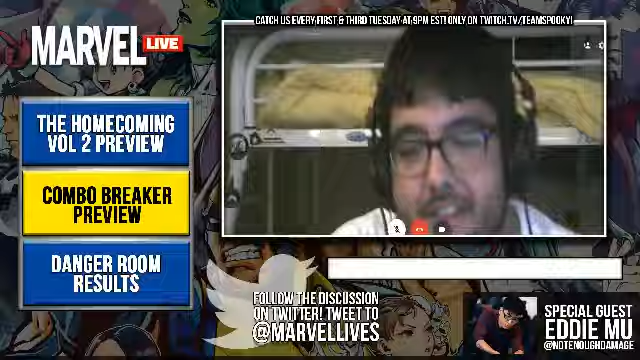 CATCH US EVERY FIRST & THIRD TUESDAY AT 9PM EST! ONLY ON TWITCH.TV/TEAMSPOOKY!
MARVEL LIVE
THE HOMECOMING
VOL 2 PREVIEW
COMBO BREAKER
PREVIEW
DANGER ROOM
RESULTS
FOLLOW THE DISCUSSION
ON TWITTER! TWEET TO
@MARVELLIVES
SPECIAL GUEST
EDDIE MU
@NOTENOUGHDAMAGE